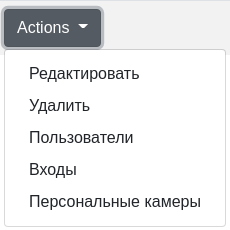 Actions
Редактировать
Удалить
Пользователи
Входы
Персональные камеры